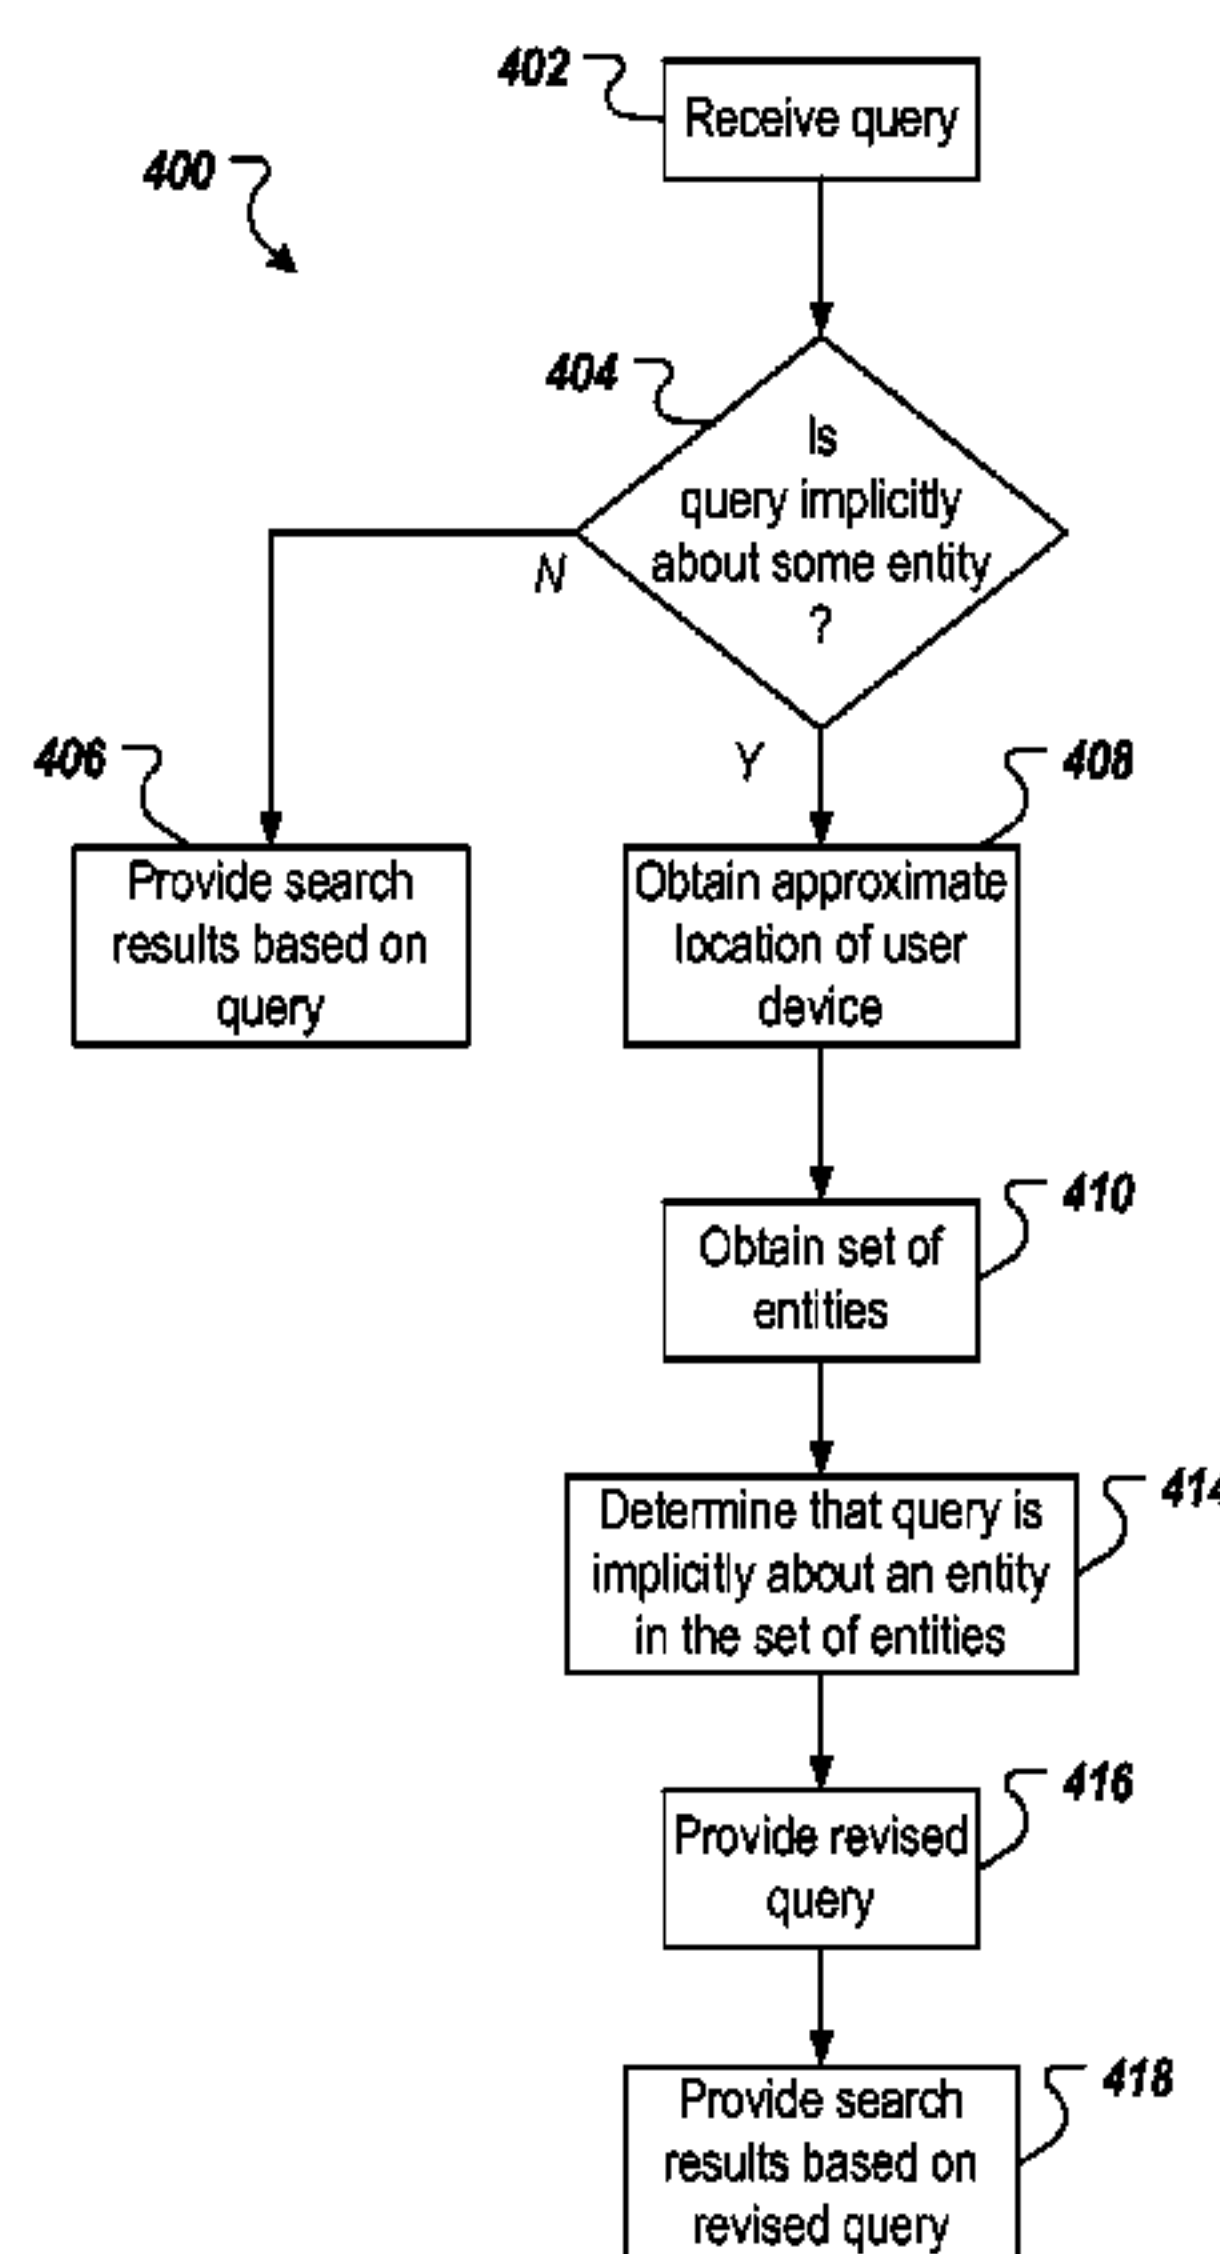 402
Receive query
400
404
Is
query implicitly
about some entity
?
N
Y
406
Provide search
results based on
query
408
Obtain approximate
location of user
device
410
Obtain set of
entities
414
Determine that query is
implicitly about an entity
in the set of entities
416
Provide revised
query
418
Provide search
results based on
revised query